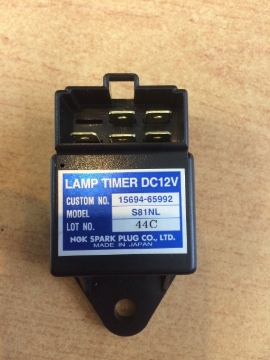 LAMP TIMER DC12V
CUSTOM NO. 15694-65992
MODEL S81NL
LOT NO. 44C
NGK SPARK PLUG CO., LTD.
MADE IN JAPAN